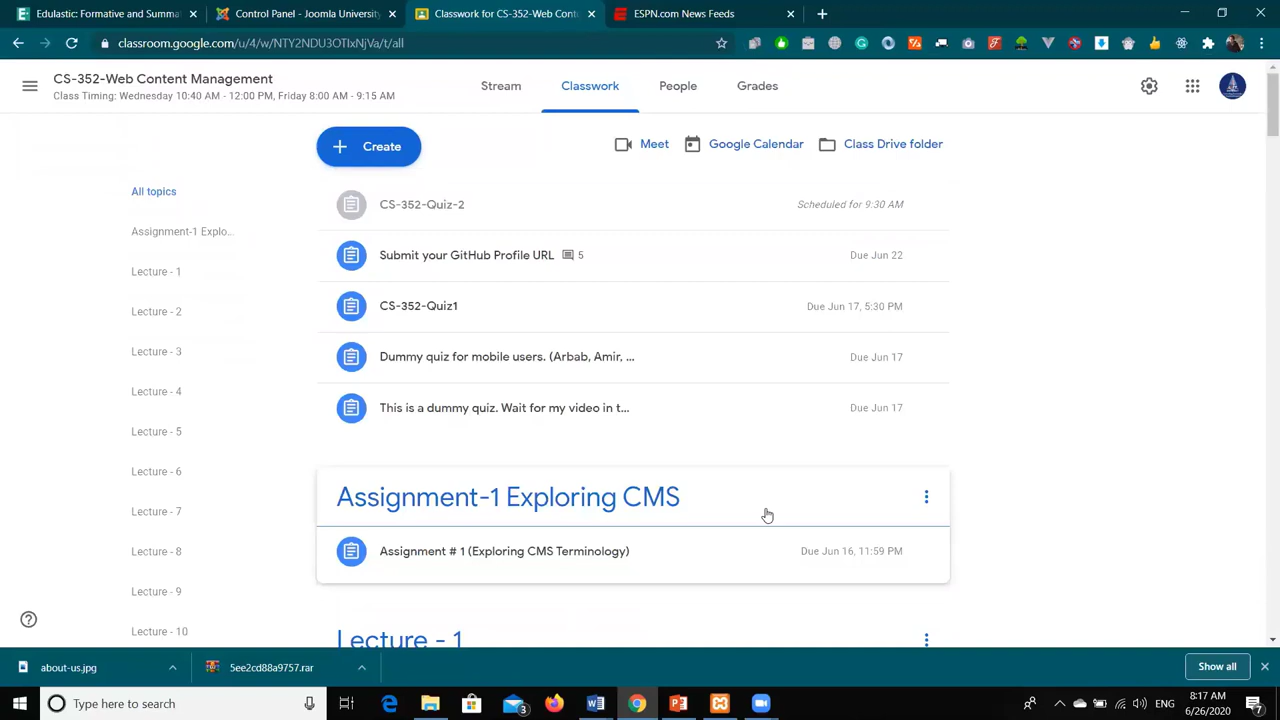 Edulastic: Formative and Summa
Control Panel - Joomla University
Classwork for CS-352-Web Conte
ESPN.com News Feeds
classroom.google.com/u/4/w/NTY2NDU3OTIxNjVa/t/all
CS-352-Web Content Management
Class Timing: Wednesday 10:40 AM - 12:00 PM, Friday 8:00 AM - 9:15 AM
Stream
Classwork
People
Grades
Create
Meet
Google Calendar
Class Drive folder
All topics
Assignment-1 Explo...
Lecture - 1
Lecture - 2
Lecture - 3
Lecture - 4
Lecture - 5
Lecture - 6
Lecture - 7
Lecture - 8
Lecture - 9
Lecture - 10
CS-352-Quiz-2
Scheduled for 9:30 AM
Submit your GitHub Profile URL 5
Due Jun 22
CS-352-Quiz1
Due Jun 17, 5:30 PM
Dummy quiz for mobile users. (Arbab, Amir, ...
Due Jun 17
This is a dummy quiz. Wait for my video in t...
Due Jun 17
Assignment-1 Exploring CMS
Assignment # 1 (Exploring CMS Terminology)
Due Jun 16, 11:59 PM
Lecture - 1
about-us.jpg
5ee2cd88a9757.rar
Show all
Type here to search
3
ENG
8:17 AM
6/26/2020
7